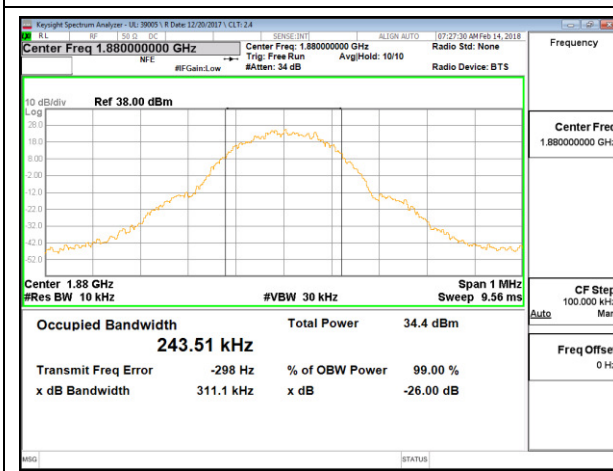 Keysight Spectrum Analyzer - UL: 39005 \ R Date: 12/20/2017 \ CLT: 2.4
RL RF 50 Ω DC SENSE:INT ALIGN AUTO 07:27:30 AM Feb 14, 2018
Center Freq 1.880000000 GHz Center Freq: 1.880000000 GHz Radio Std: None Frequency
NFE Trig: Free Run Avg|Hold: 10/10
#IFGain:Low #Atten: 34 dB Radio Device: BTS
10 dB/div Ref 38.00 dBm
Log
28.0
18.0
8.00
-2.00
-12.0
-22.0
-32.0
-42.0
-52.0
Center Freq
1.880000000 GHz
Center 1.88 GHz Span 1 MHz
#Res BW 10 kHz #VBW 30 kHz Sweep 9.56 ms
CF Step
100.000 kHz
Auto Man
Occupied Bandwidth Total Power 34.4 dBm
243.51 kHz
Transmit Freq Error -298 Hz % of OBW Power 99.00 %
x dB Bandwidth 311.1 kHz x dB -26.00 dB
Freq Offset
0 Hz
MSG STATUS